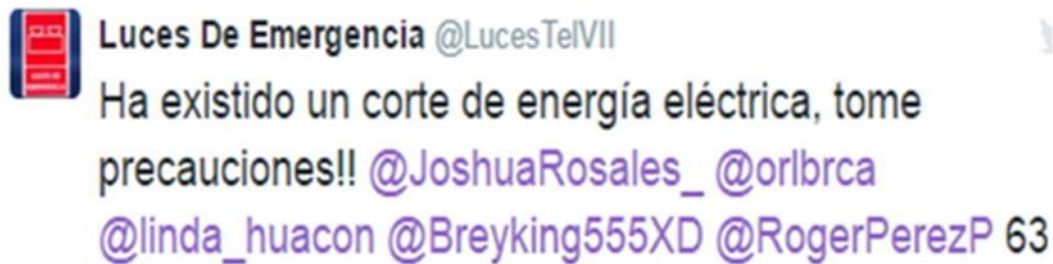 Luces De Emergencia @LucesTelVII
Ha existido un corte de energía eléctrica, tome
precauciones!! @JoshuaRosales_ @orlbrca
@linda_huacon @Breyking555XD @RogerPerezP 63